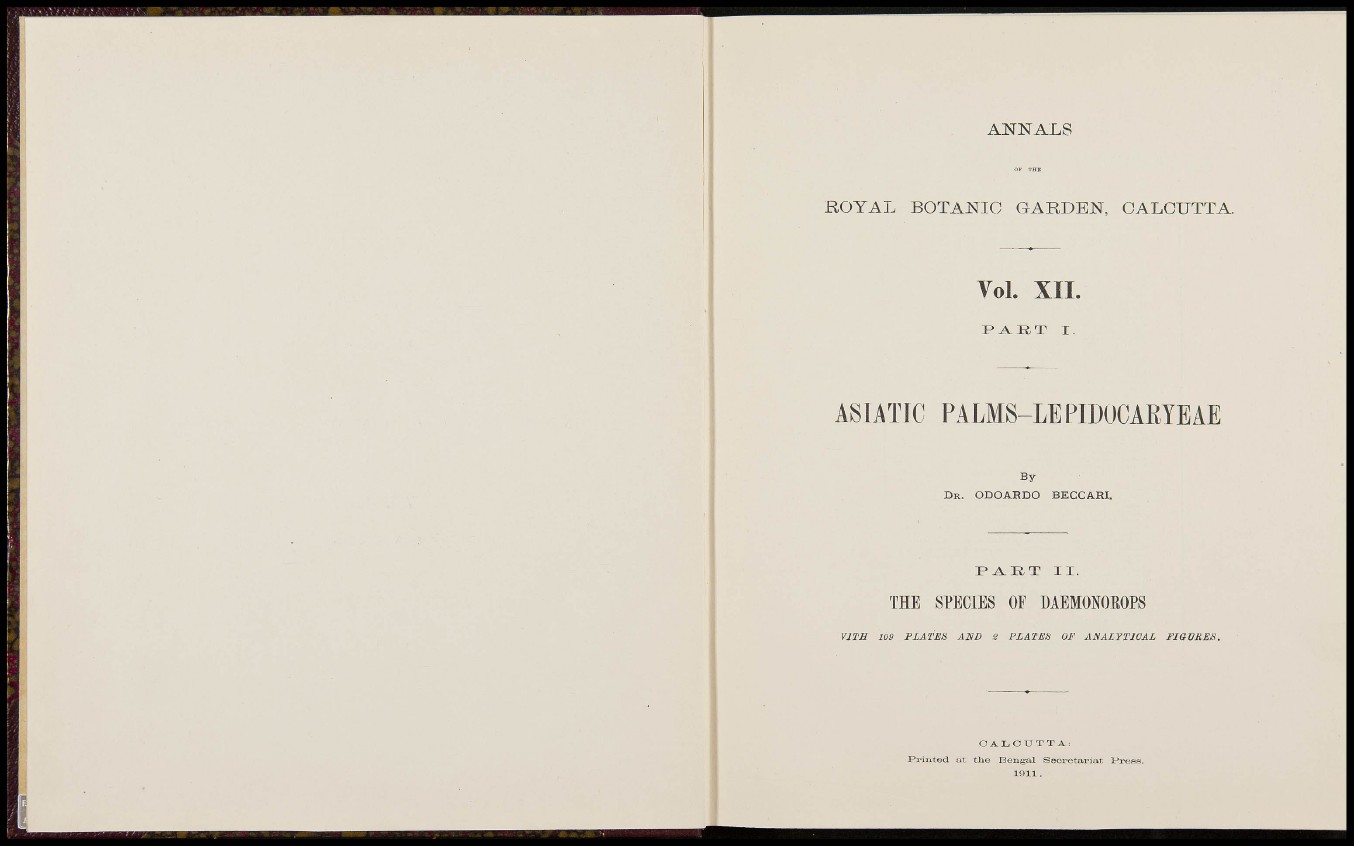 ANNALS
OF THE
ROYAL BOTANIC GARDEN, CALCUTTA.
Vol. XII.
PART I.
ASIATIC PALMS–LEPIDOCARYEAE
By
DR. ODOARDO BECCARI.
PART II.
THE SPECIES OF DAEMONOROPS
WITH 109 PLATES AND 2 PLATES OF ANALYTICAL FIGURES.
CALCUTTA:
Printed at the Bengal Secretariat Press.
1911.